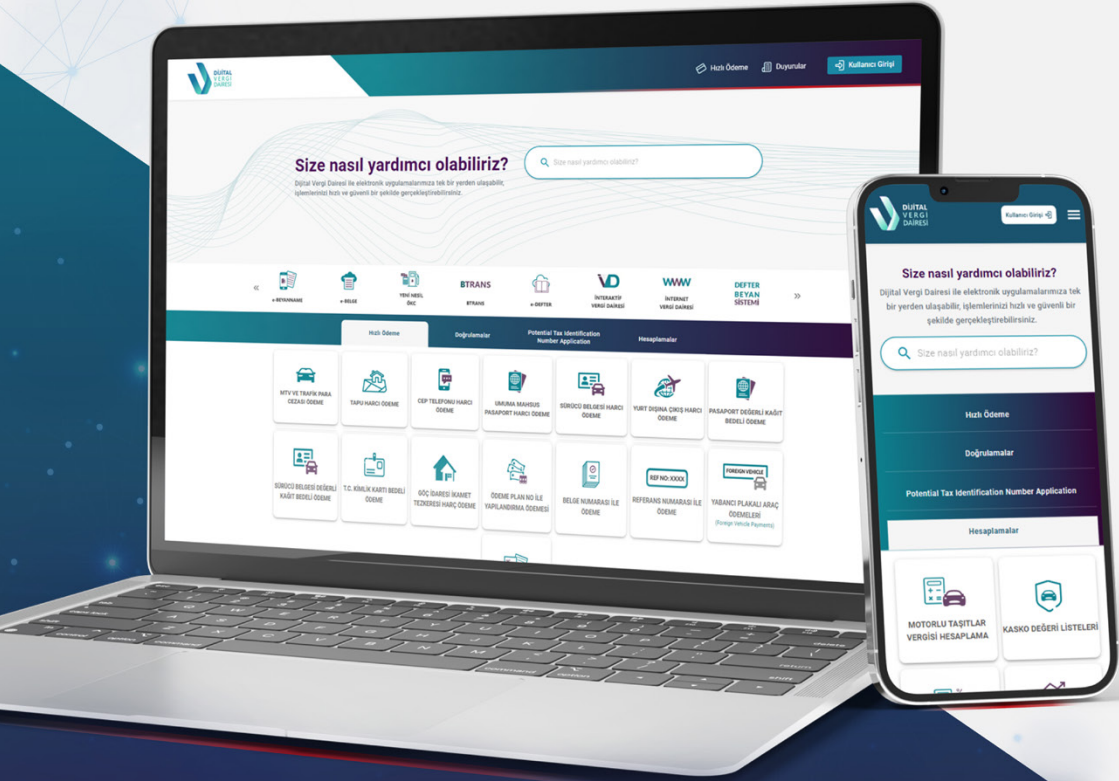 DİJİTAL
VERGİ
DAİRESİ
Hızlı Ödeme
Duyurular
Kullanıcı Girişi
Size nasıl yardımcı olabiliriz?
Dijital Vergi Dairesi ile elektronik uygulamalarımıza tek bir yerden ulaşabilir,
işlemlerinizi hızlı ve güvenli bir şekilde gerçekleştirebilirsiniz.
Size nasıl yardımcı olabiliriz?
e-BEYANNAME
e-BELGE
YENİ NESİL
ÖKC
BTRANS
BTRANS
e-DEFTER
İVD
İNTERAKTİF
VERGİ DAİRESİ
WWW
İNTERNET
VERGİ DAİRESİ
DEFTER
BEYAN
SİSTEMİ
Hızlı Ödeme
Doğrulamalar
Potential Tax Identification
Number Application
Hesaplamalar
MTV VE TRAFİK PARA
CEZASI ÖDEME
TAPU HARCI ÖDEME
CEP TELEFONU HARCI
ÖDEME
UMUMA MAHSUS
PASAPORT HARCI ÖDEME
SÜRÜCÜ BELGESİ HARCI
ÖDEME
YURT DIŞINA ÇIKIŞ HARCI
ÖDEME
PASAPORT DEĞERLİ KAĞIT
BEDELİ ÖDEME
SÜRÜCÜ BELGESİ DEĞERLİ
KAĞIT BEDELİ ÖDEME
T.C. KİMLİK KARTI BEDELİ
ÖDEME
GÖÇ İDARESİ İKAMET
TEZKERESİ HARÇ ÖDEME
ÖDEME PLAN NO İLE
YAPILANDIRMA ÖDEMESİ
BELGE NUMARASI İLE
ÖDEME
REF NO: XXXX
REFERANS NUMARASI İLE
ÖDEME
FOREIGN VEHICLE
YABANCI PLAKALI ARAÇ
ÖDEMELERİ
(Foreign Vehicle Payments)
DİJİTAL
VERGİ
DAİRESİ
Kullanıcı Girişi
Size nasıl yardımcı olabiliriz?
Dijital Vergi Dairesi ile elektronik uygulamalarımıza tek
bir yerden ulaşabilir, işlemlerinizi hızlı ve güvenli bir
şekilde gerçekleştirebilirsiniz.
Size nasıl yardımcı olabiliriz?
Hızlı Ödeme
Doğrulamalar
Potential Tax Identification Number Application
Hesaplamalar
MOTORLU TAŞITLAR
VERGİSİ HESAPLAMA
KASKO DEĞERİ LİSTELERİ